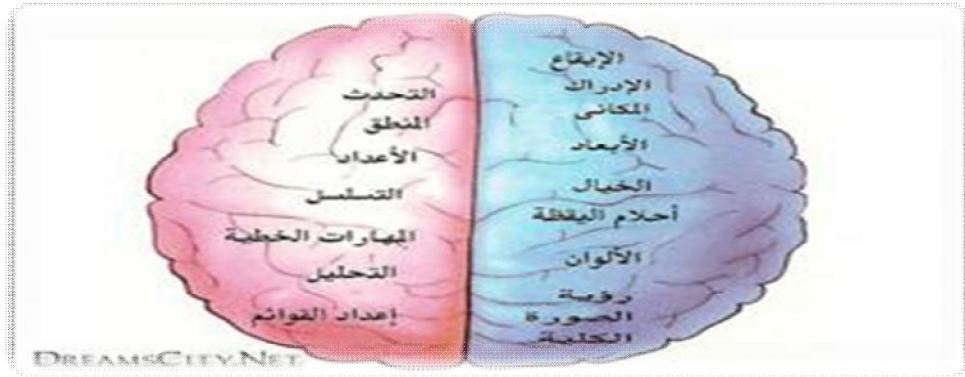 الإيقاع
الإدراك
المكانى
الأبعاد
الخيال
أحلام اليقظة
الألوان
رؤية
الصورة
الكلية
التحدث
المنطق
الأعداد
التسلسل
المهارات الخطية
التحليل
إعداد القوائم
DREAMSCITY.NET